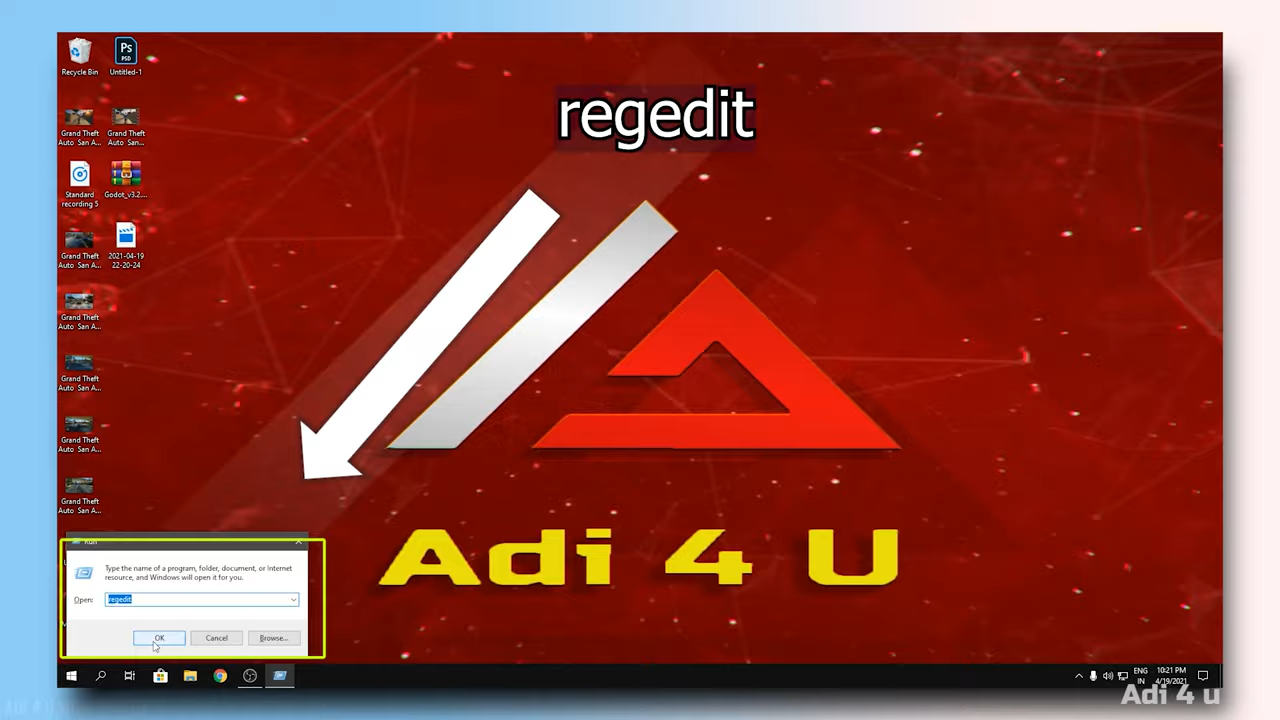 regedit
Recycle Bin
Untitled-1
Grand Theft
Auto San A...
Grand Theft
Auto San...
Standard
recording 5
Godot_v3.2....
Grand Theft
Auto San A...
2021-04-19
22-20-24
Grand Theft
Auto San A...
Grand Theft
Auto San A...
Grand Theft
Auto San A...
Grand Theft
Auto San A...
Ps
PSD
Adi 4 U
Run
Type the name of a program, folder, document, or Internet
resource, and Windows will open it for you.
Open: regedit
OK Cancel Browse...
ENG
IN
10:21 PM
4/19/2021
Adi 4 u